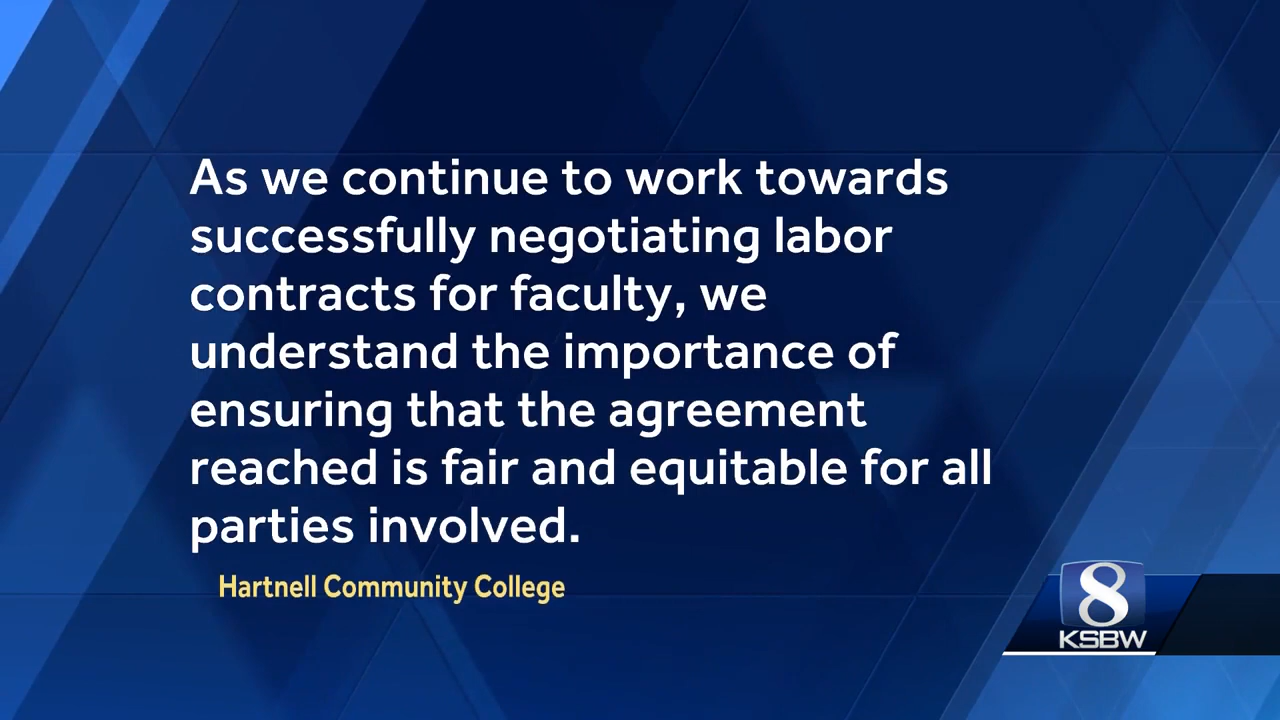 As we continue to work towards
successfully negotiating labor
contracts for faculty, we
understand the importance of
ensuring that the agreement
reached is fair and equitable for all
parties involved.
Hartnell Community College
8
KSBW